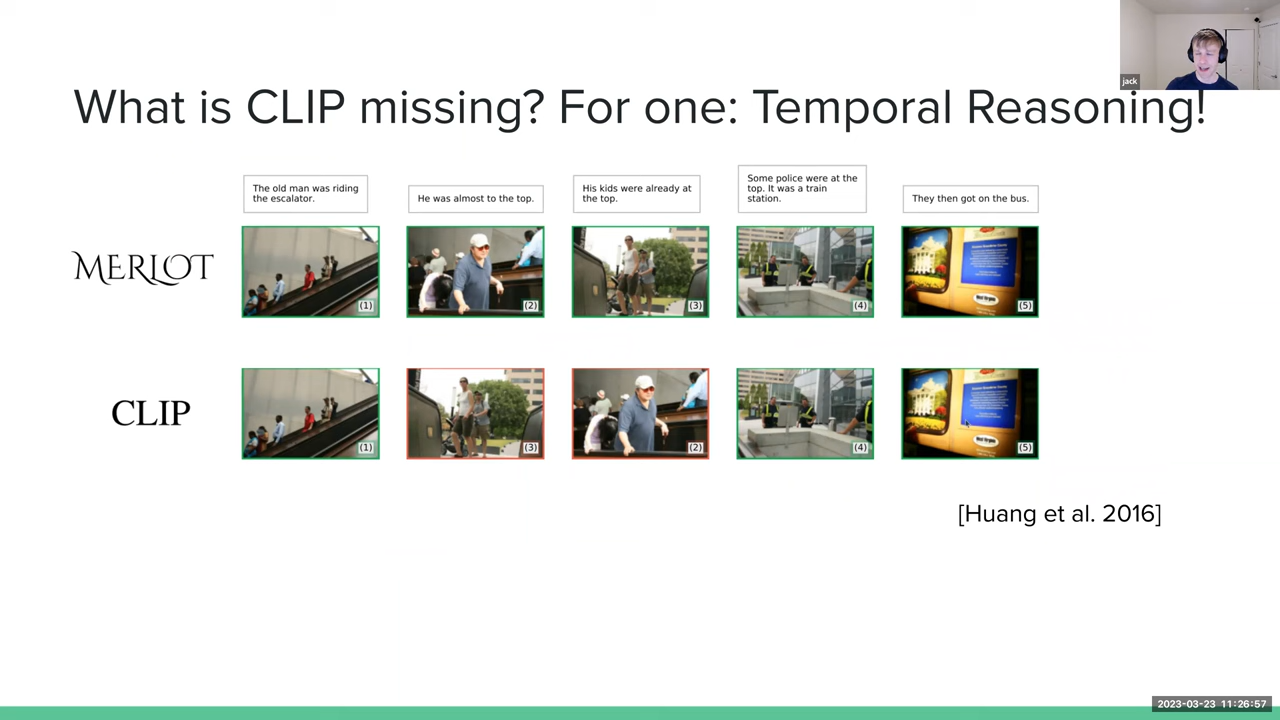 jack
What is CLIP missing? For one: Temporal Reasoning!
The old man was riding
the escalator.
He was almost to the top.
His kids were already at
the top.
Some police were at the
top. It was a train
station.
They then got on the bus.
MERLOT
(1)
(2)
(3)
(4)
(5)
CLIP
(1)
(3)
(2)
(4)
(5)
[Huang et al. 2016]
2023-03-23 11:26:57